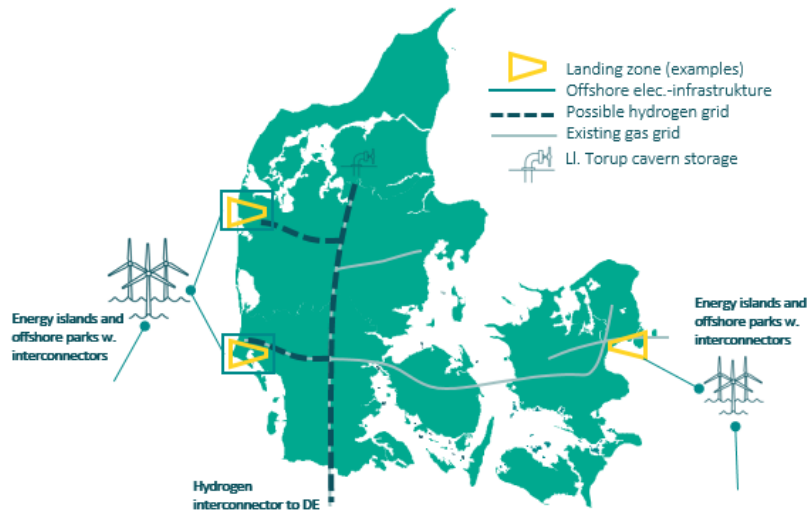 Landing zone (examples)
Offshore elec.-infrastrukture
Possible hydrogen grid
Existing gas grid
Ll. Torup cavern storage
Energy islands and
offshore parks w.
interconnectors
Energy islands and
offshore parks w.
interconnectors
Hydrogen
interconnector to DE